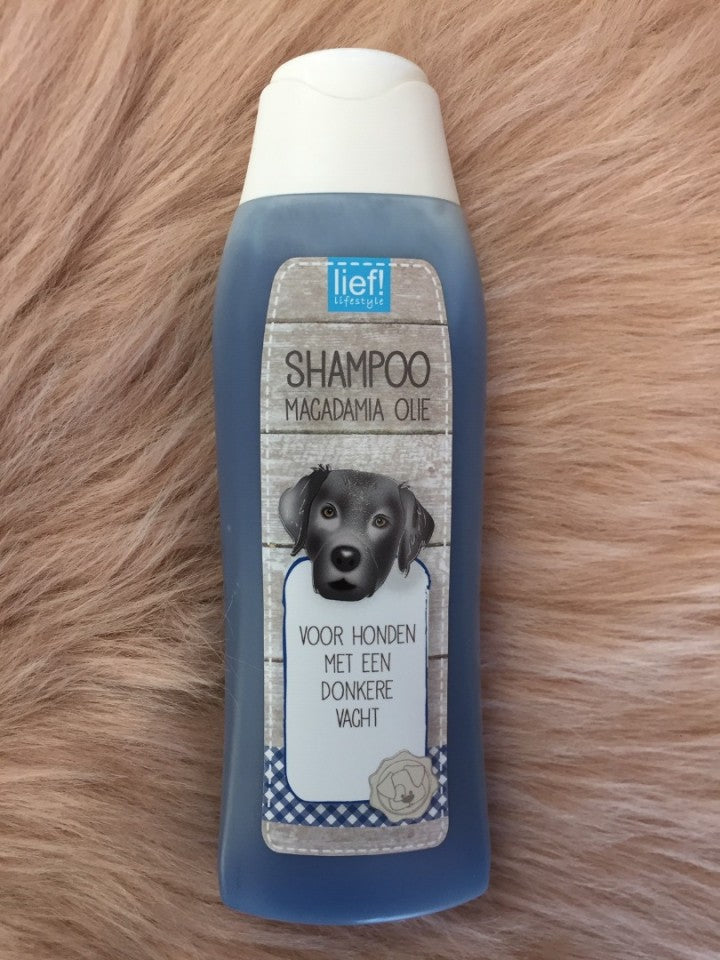 lief!
lifestyle
SHAMPOO
MACADAMIA OLIE
VOOR HONDEN
MET EEN
DONKERE
VACHT